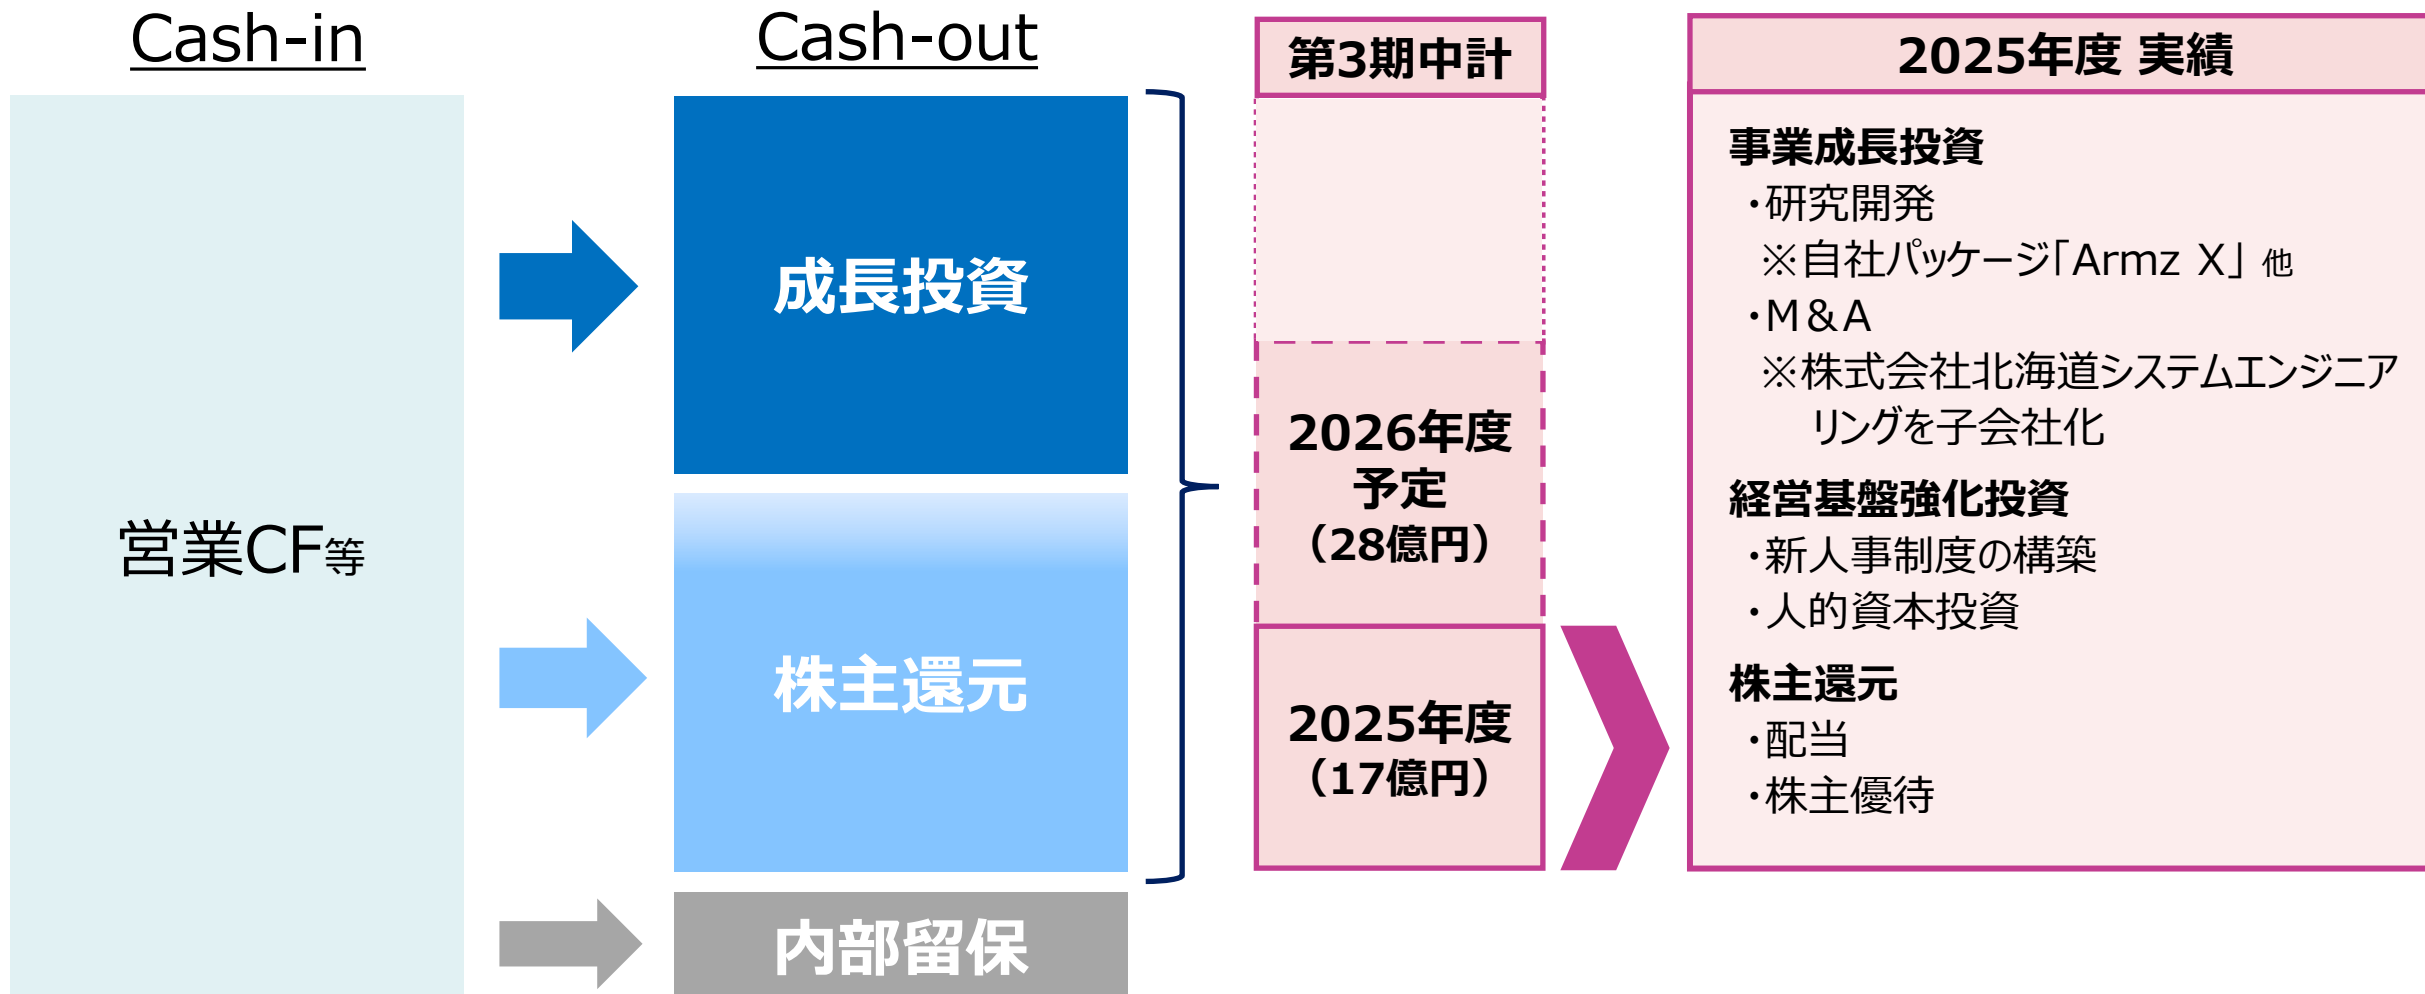 Cash-in
営業CF等
Cash-out
成長投資
株主還元
内部留保
第3期中計
2026年度
予定
（28億円）
2025年度
（17億円）
2025年度 実績
事業成長投資
・研究開発
※自社パッケージ「Armz X」 他
・M＆A
※株式会社北海道システムエンジニア
リングを子会社化
経営基盤強化投資
・新人事制度の構築
・人的資本投資
株主還元
・配当
・株主優待